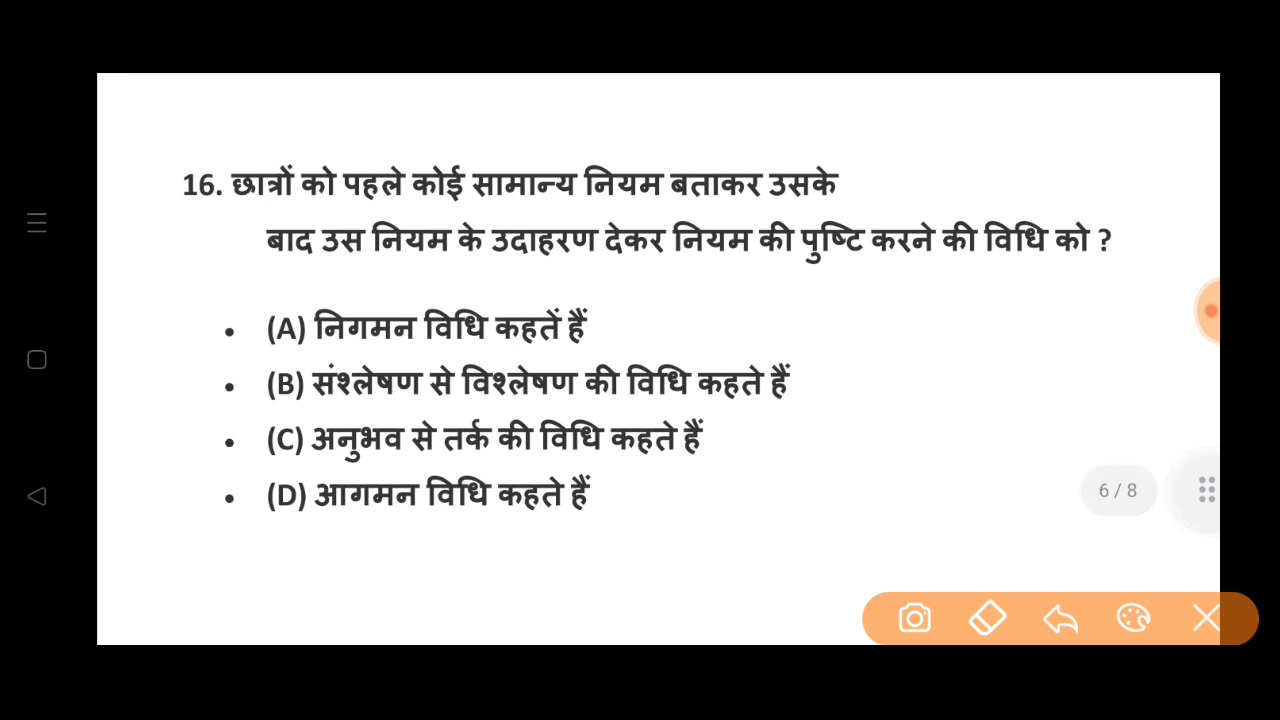 16. छात्रों को पहले कोई सामान्य नियम बताकर उसके
बाद उस नियम के उदाहरण देकर नियम की पुष्टि करने की विधि को ?
• (A) निगमन विधि कहतें हैं
• (B) संश्लेषण से विश्लेषण की विधि कहते हैं
• (C) अनुभव से तर्क की विधि कहते हैं
• (D) आगमन विधि कहते हैं
6 / 8